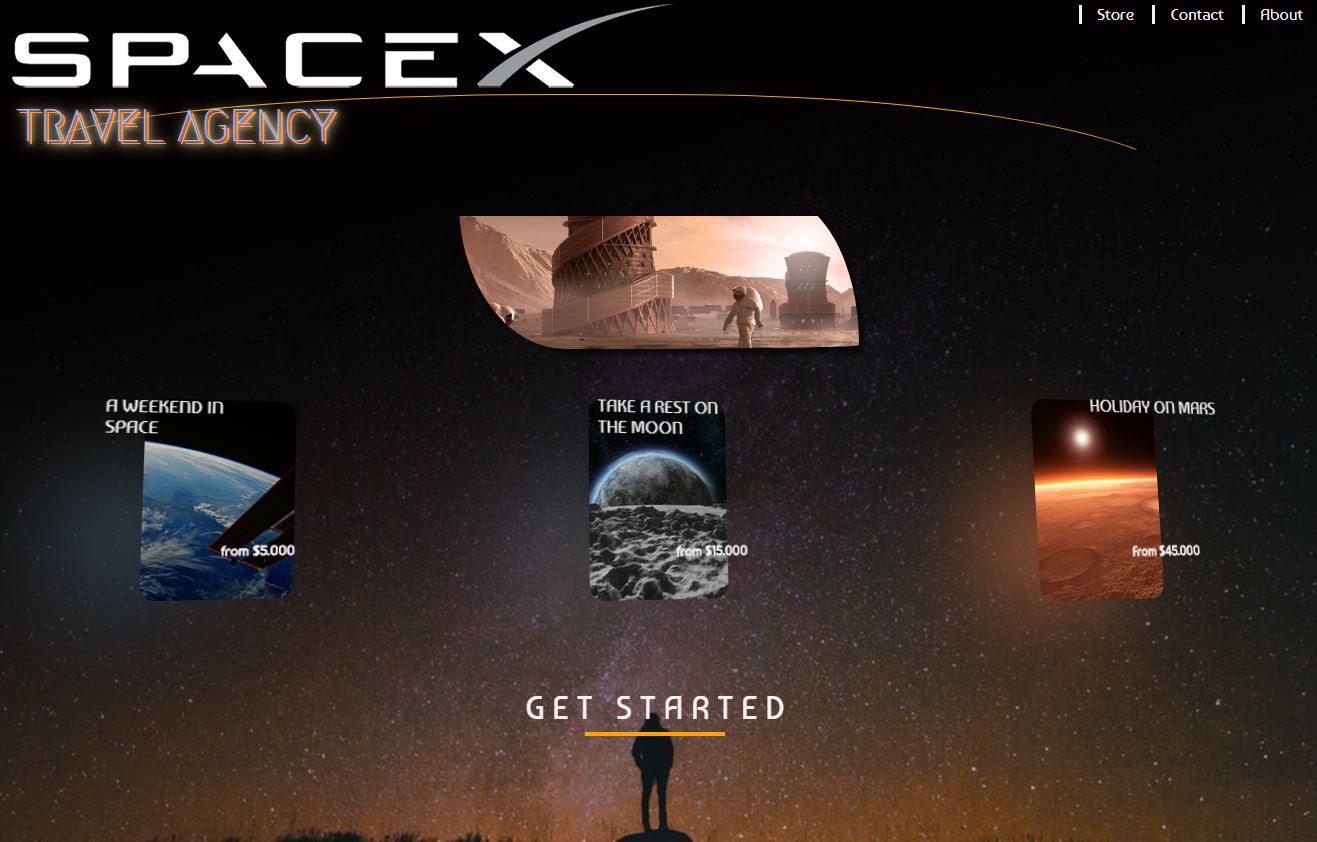 Store
Contact
About
SPACEX
TRAVEL AGENCY
A WEEKEND IN
SPACE
from $5.000
TAKE A REST ON
THE MOON
from $15.000
HOLIDAY ON MARS
from $45.000
GET STARTED